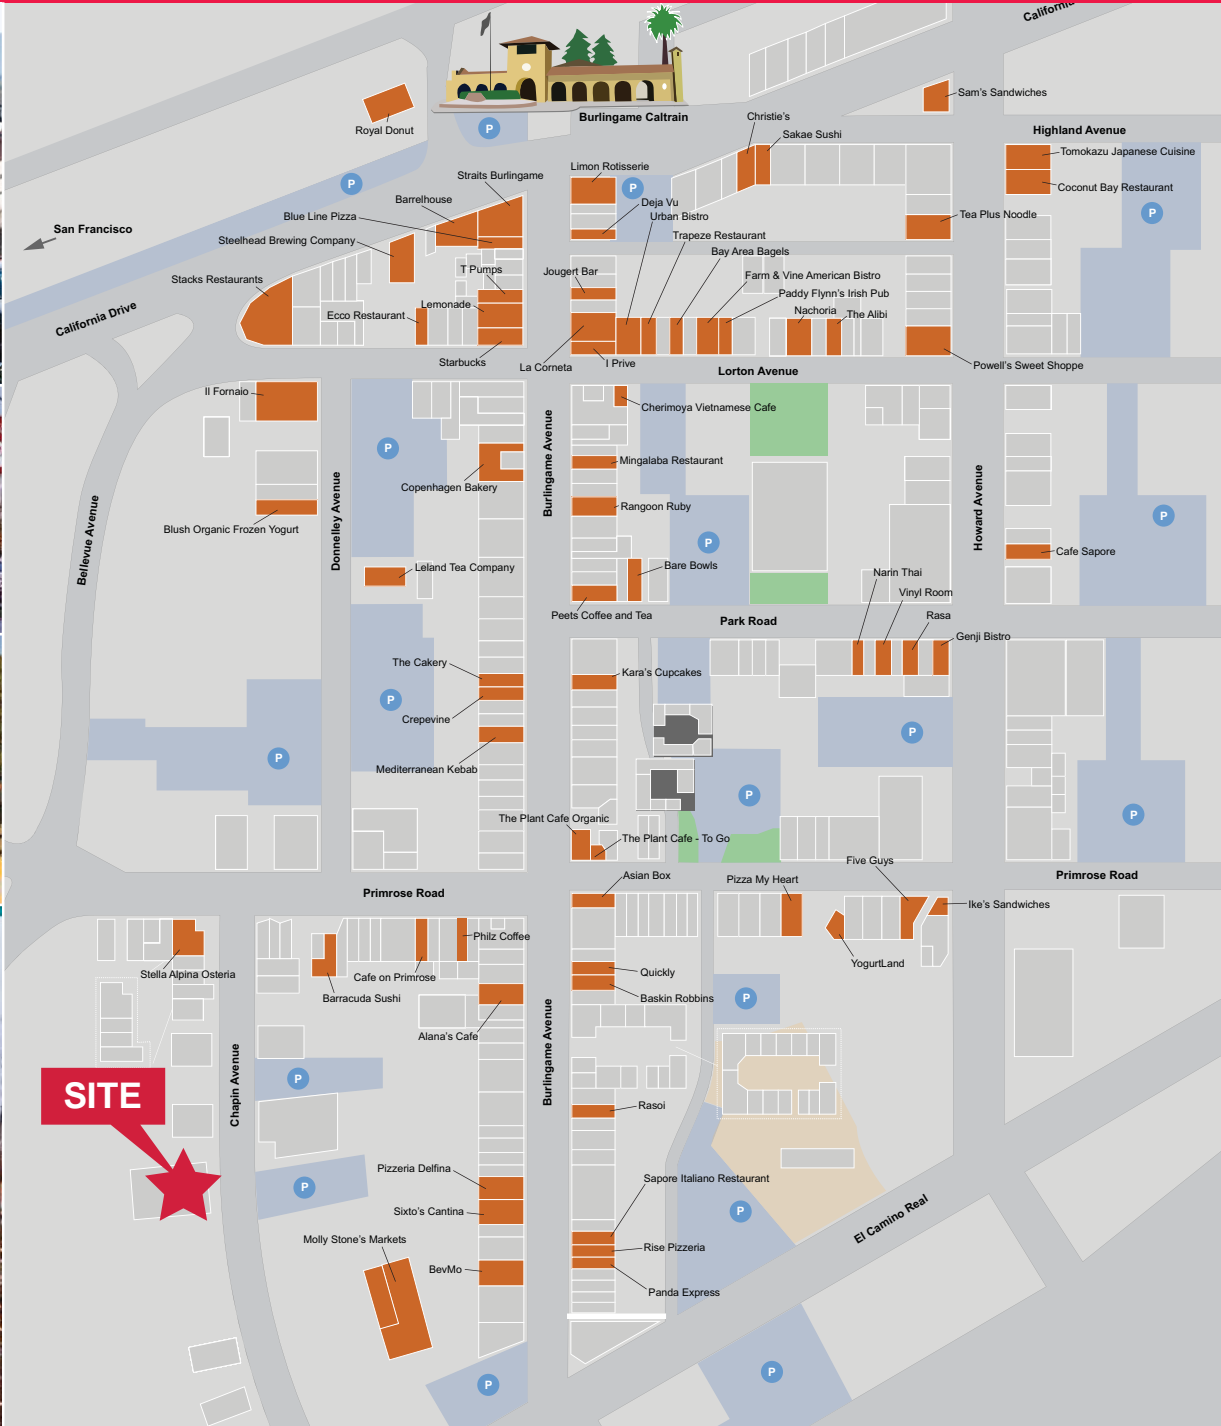 California
Sam's Sandwiches
Christie's
Burlingame Caltrain
Royal Donut
P
Highland Avenue
Sakae Sushi
Tomokazu Japanese Cuisine
Limon Rotisserie
Straits Burlingame
P
P
Coconut Bay Restaurant
Barrelhouse
Deja Vu
P
Blue Line Pizza
Urban Bistro
Tea Plus Noodle
San Francisco
Steelhead Brewing Company
Trapeze Restaurant
Bay Area Bagels
T Pumps
Jougert Bar
Farm & Vine American Bistro
Stacks Restaurants
Paddy Flynn's Irish Pub
Lemonade
Nachoria
The Alibi
Ecco Restaurant
California Drive
Starbucks
La Corneta
I Prive
Powell's Sweet Shoppe
Lorton Avenue
Il Fornaio
Cherimoya Vietnamese Cafe
P
Burlingame Avenue
Mingalaba Restaurant
Copenhagen Bakery
Donnelley Avenue
Howard Avenue
Rangoon Ruby
Blush Organic Frozen Yogurt
P
Bellevue Avenue
P
Cafe Sapore
Leland Tea Company
Bare Bowls
Narin Thai
Vinyl Room
Peets Coffee and Tea
Rasa
Park Road
Genji Bistro
The Cakery
Kara's Cupcakes
P
Crepevine
P
P
Mediterranean Kebab
P
P
The Plant Cafe Organic
The Plant Cafe - To Go
Five Guys
Asian Box
Pizza My Heart
Primrose Road
Primrose Road
Ike's Sandwiches
Philz Coffee
YogurtLand
Stella Alpina Osteria
Cafe on Primrose
Quickly
Barracuda Sushi
Baskin Robbins
P
Alana's Cafe
Burlingame Avenue
Chapin Avenue
P
SITE
Rasoi
Pizzeria Delfina
Sapore Italiano Restaurant
P
Sixto's Cantina
P
El Camino Real
Molly Stone's Markets
Rise Pizzeria
BevMo
Panda Express
P
P